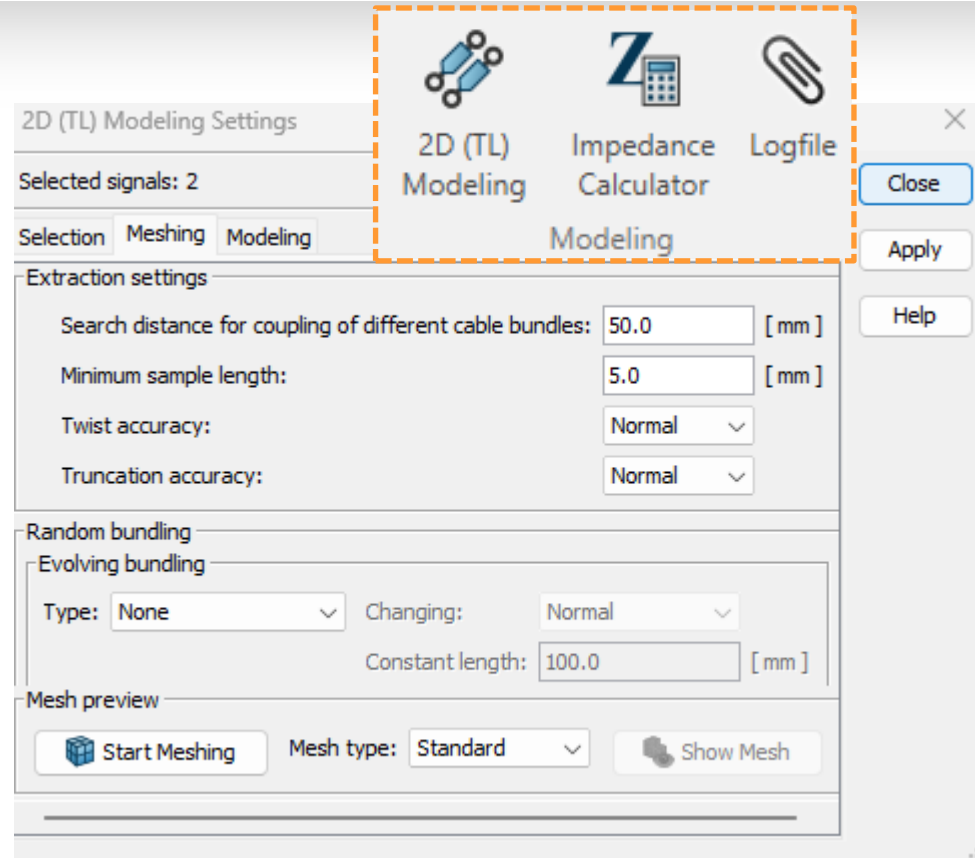 2D (TL) Modeling Settings
2D (TL)
Modeling
Impedance
Calculator
Logfile
Modeling
Selected signals: 2
Close
Selection Meshing Modeling
Apply
Extraction settings
Help
Search distance for coupling of different cable bundles: 50.0 [ mm ]
Minimum sample length: 5.0 [ mm ]
Twist accuracy: Normal
Truncation accuracy: Normal
Random bundling
Evolving bundling
Type: None Changing: Normal
Constant length: 100.0 [ mm ]
Mesh preview
Start Meshing Mesh type: Standard Show Mesh